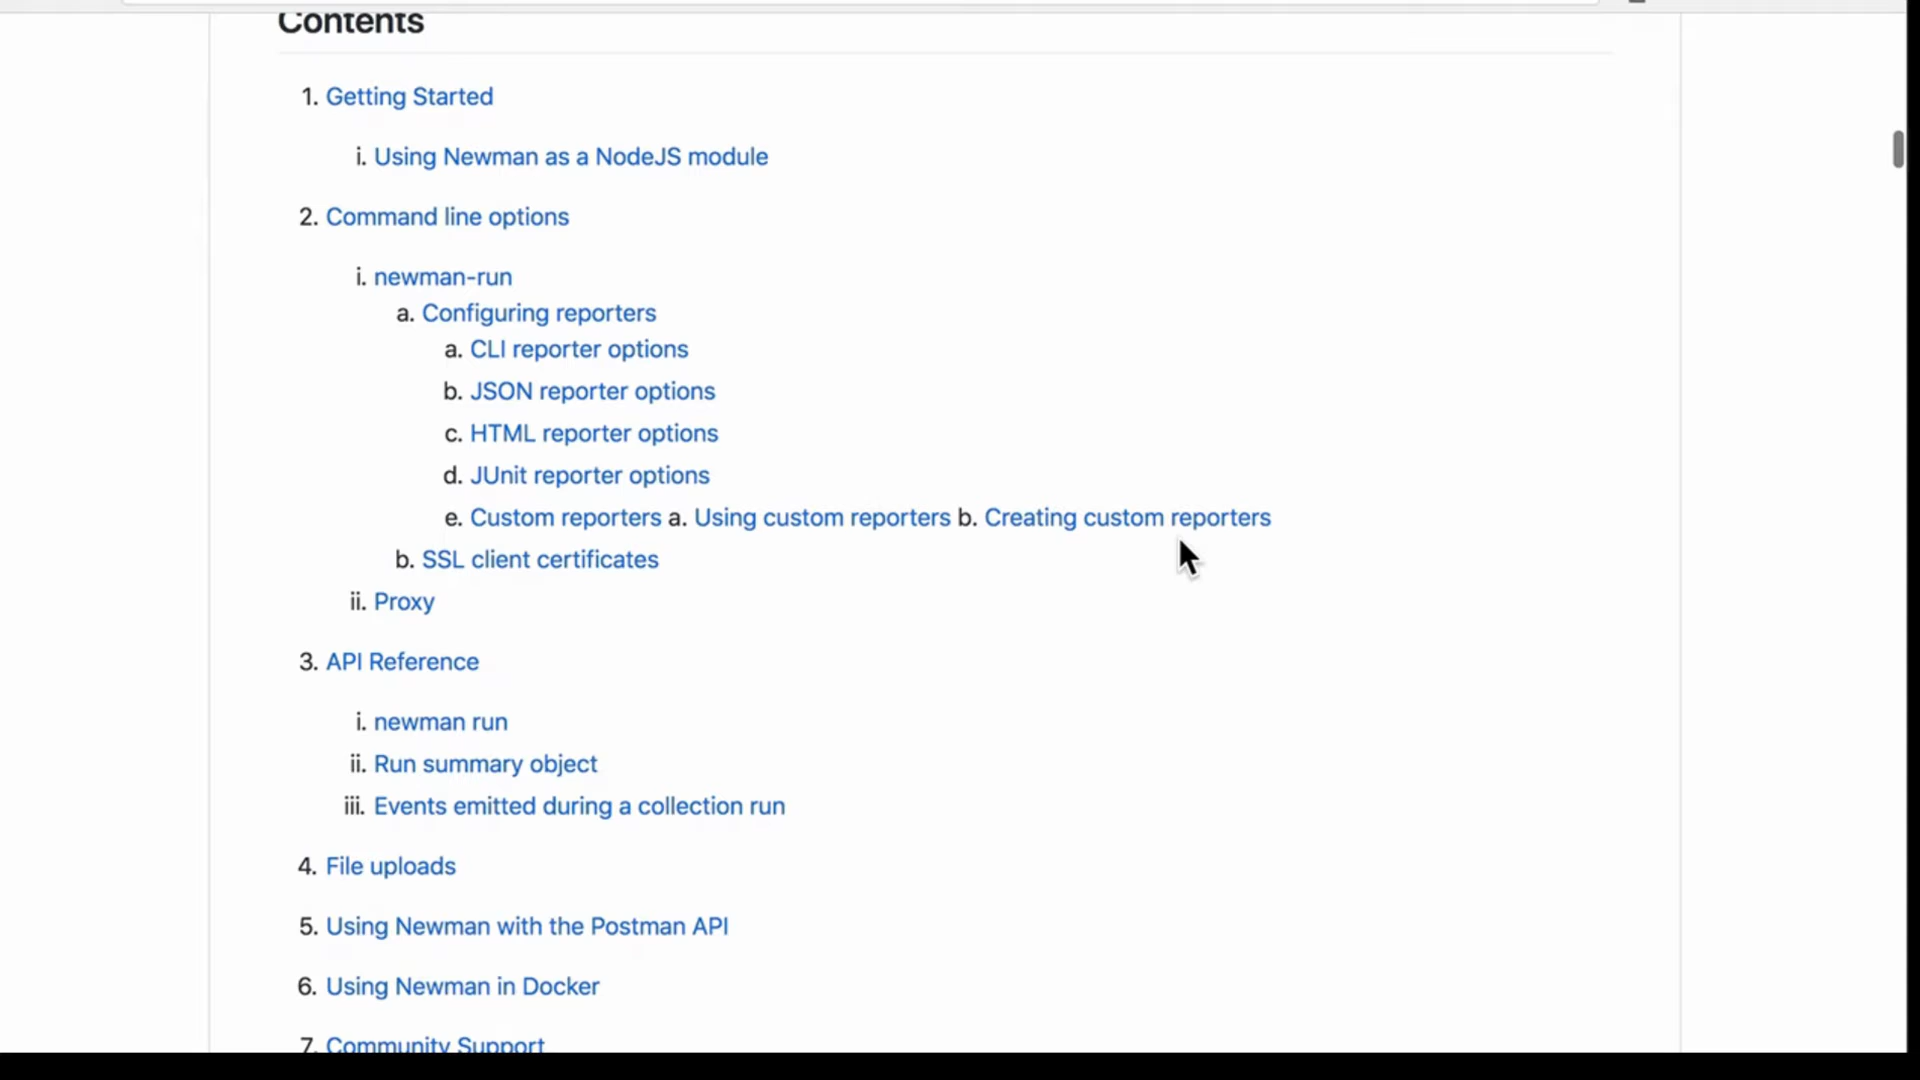 Contents
1. Getting Started
i. Using Newman as a NodeJS module
2. Command line options
i. newman-run
a. Configuring reporters
a. CLI reporter options
b. JSON reporter options
c. HTML reporter options
d. JUnit reporter options
e. Custom reporters a. Using custom reporters b. Creating custom reporters
b. SSL client certificates
ii. Proxy
3. API Reference
i. newman run
ii. Run summary object
iii. Events emitted during a collection run
4. File uploads
5. Using Newman with the Postman API
6. Using Newman in Docker
7. Community Support